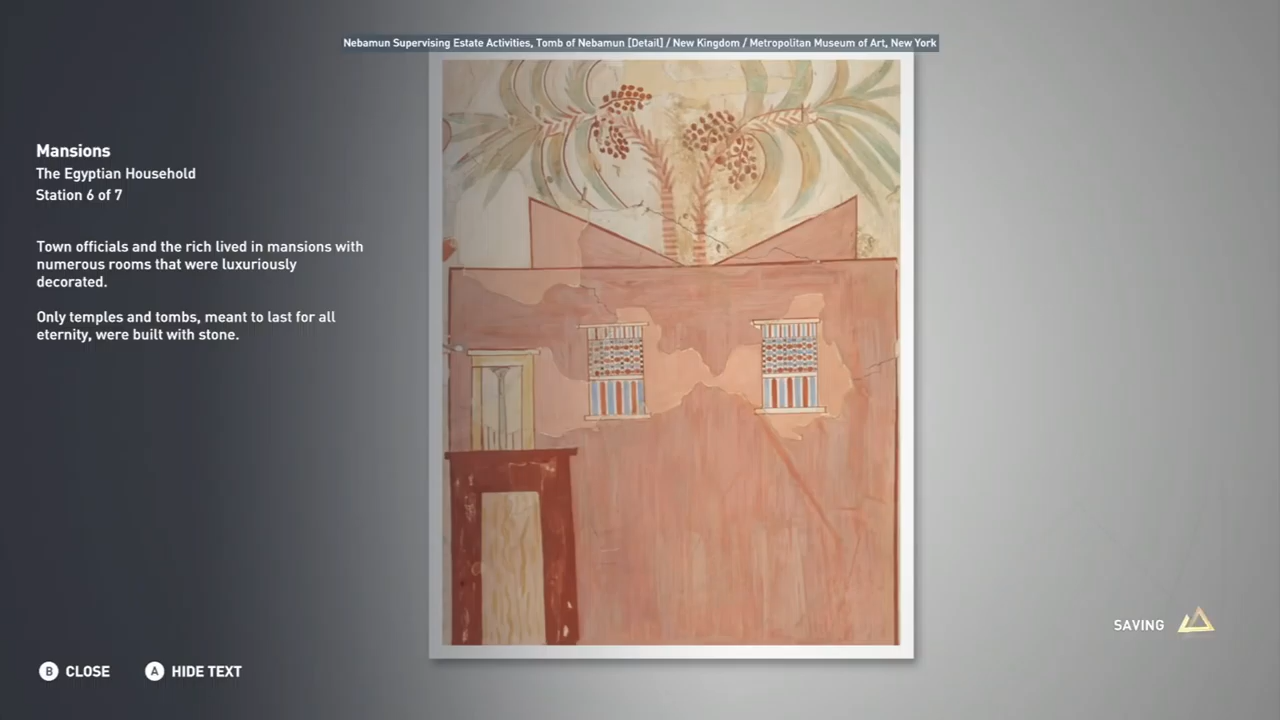 Nebamun Supervising Estate Activities, Tomb of Nebamun [Detail] / New Kingdom / Metropolitan Museum of Art, New York
Mansions
The Egyptian Household
Station 6 of 7
Town officials and the rich lived in mansions with
numerous rooms that were luxuriously
decorated.
Only temples and tombs, meant to last for all
eternity, were built with stone.
SAVING
B CLOSE A HIDE TEXT